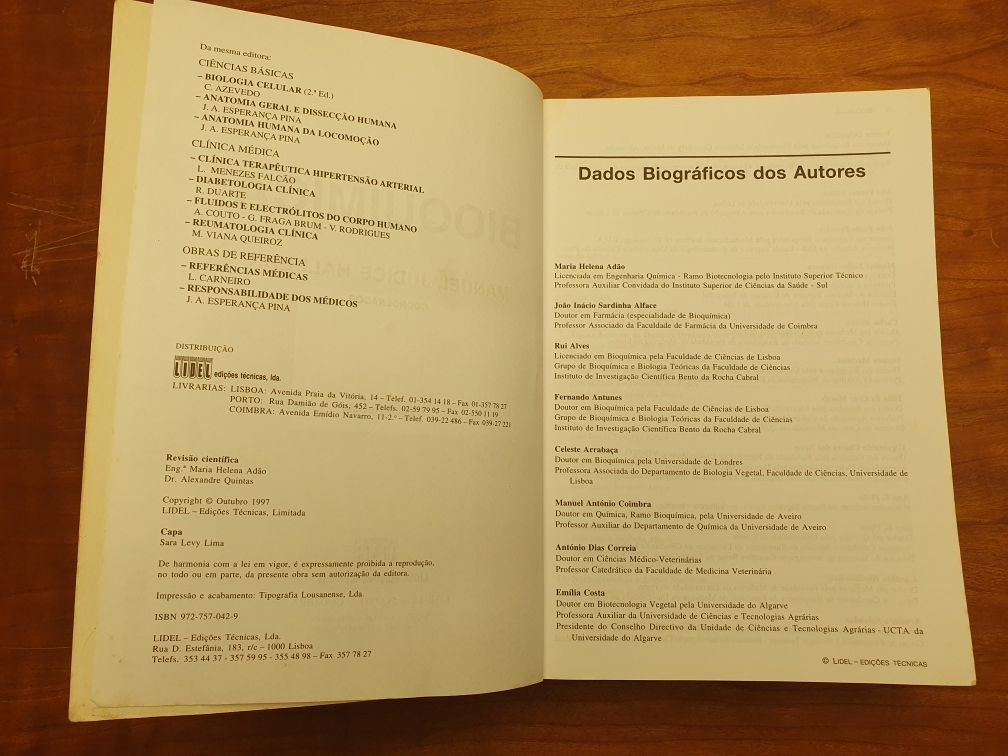 Da mesma editora:
CIÊNCIAS BÁSICAS
– BIOLOGIA CELULAR (2.ª Ed.)
C. AZEVEDO
– ANATOMIA GERAL E DISSECÇÃO HUMANA
J. A. ESPERANÇA PINA
– ANATOMIA HUMANA DA LOCOMOÇÃO
J. A. ESPERANÇA PINA
CLÍNICA MÉDICA
– CLÍNICA TERAPÊUTICA HIPERTENSÃO ARTERIAL
L. MENEZES FALCÃO
– DIABETOLOGIA CLÍNICA
R. DUARTE
– FLUIDOS E ELECTRÓLITOS DO CORPO HUMANO
A. COUTO - G. FRAGA BRUM - V. RODRIGUES
– REUMATOLOGIA CLÍNICA
M. VIANA QUEIROZ
OBRAS DE REFERÊNCIA
– REFERÊNCIAS MÉDICAS
L. CARNEIRO
– RESPONSABILIDADE DOS MÉDICOS
J. A. ESPERANÇA PINA
DISTRIBUIÇÃO
LIDEL edições técnicas, lda.
LIVRARIAS: LISBOA: Avenida Praia da Vitória, 14 – Telef. 01-354 14 18 – Fax 01-357 78 27
PORTO: Rua Damião de Góis, 452 – Telefs. 02-59 79 95 – Fax 02-550 11 19
COIMBRA: Avenida Emídio Navarro, 11-2.º – Telef. 039-22 486 – Fax 039-27 221
Revisão científica
Eng.ª Maria Helena Adão
Dr. Alexandre Quintas
Copyright © Outubro 1997
LIDEL – Edições Técnicas, Limitada
Capa
Sara Levy Lima
De harmonia com a lei em vigor, é expressamente proibida a reprodução,
no todo ou em parte, da presente obra sem autorização da editora.
Impressão e acabamento: Tipografia Lousanense, Lda.
ISBN 972-757-042-9
LIDEL – Edições Técnicas, Lda.
Rua D. Estefânia, 183, r/c – 1000 Lisboa
Telefs. 353 44 37 - 357 59 95 - 355 48 98 – Fax 357 78 27
Dados Biográficos dos Autores
Maria Helena Adão
Licenciada em Engenharia Química - Ramo Biotecnologia pelo Instituto Superior Técnico
Professora Auxiliar Convidada do Instituto Superior de Ciências da Saúde - Sul
João Inácio Sardinha Alface
Doutor em Farmácia (especialidade de Bioquímica)
Professor Associado da Faculdade de Farmácia da Universidade de Coimbra
Rui Alves
Licenciado em Bioquímica pela Faculdade de Ciências de Lisboa
Grupo de Bioquímica e Biologia Teóricas da Faculdade de Ciências
Instituto de Investigação Científica Bento da Rocha Cabral
Fernando Antunes
Doutor em Bioquímica pela Faculdade de Ciências de Lisboa
Grupo de Bioquímica e Biologia Teóricas da Faculdade de Ciências
Instituto de Investigação Científica Bento da Rocha Cabral
Celeste Arrabaça
Doutor em Bioquímica pela Universidade de Londres
Professora Associada do Departamento de Biologia Vegetal, Faculdade de Ciências, Universidade de
Lisboa
Manuel António Coimbra
Doutor em Química, Ramo Bioquímica, pela Universidade de Aveiro
Professor Auxiliar do Departamento de Química da Universidade de Aveiro
António Dias Correia
Doutor em Ciências Médico-Veterinárias
Professor Catedrático da Faculdade de Medicina Veterinária
Emília Costa
Doutor em Biotecnologia Vegetal pela Universidade do Algarve
Professora Auxiliar da Universidade de Ciências e Tecnologias Agrárias
Presidente do Conselho Directivo da Unidade de Ciências e Tecnologias Agrárias - UCTA da
Universidade do Algarve
© LIDEL – EDIÇÕES TÉCNICAS